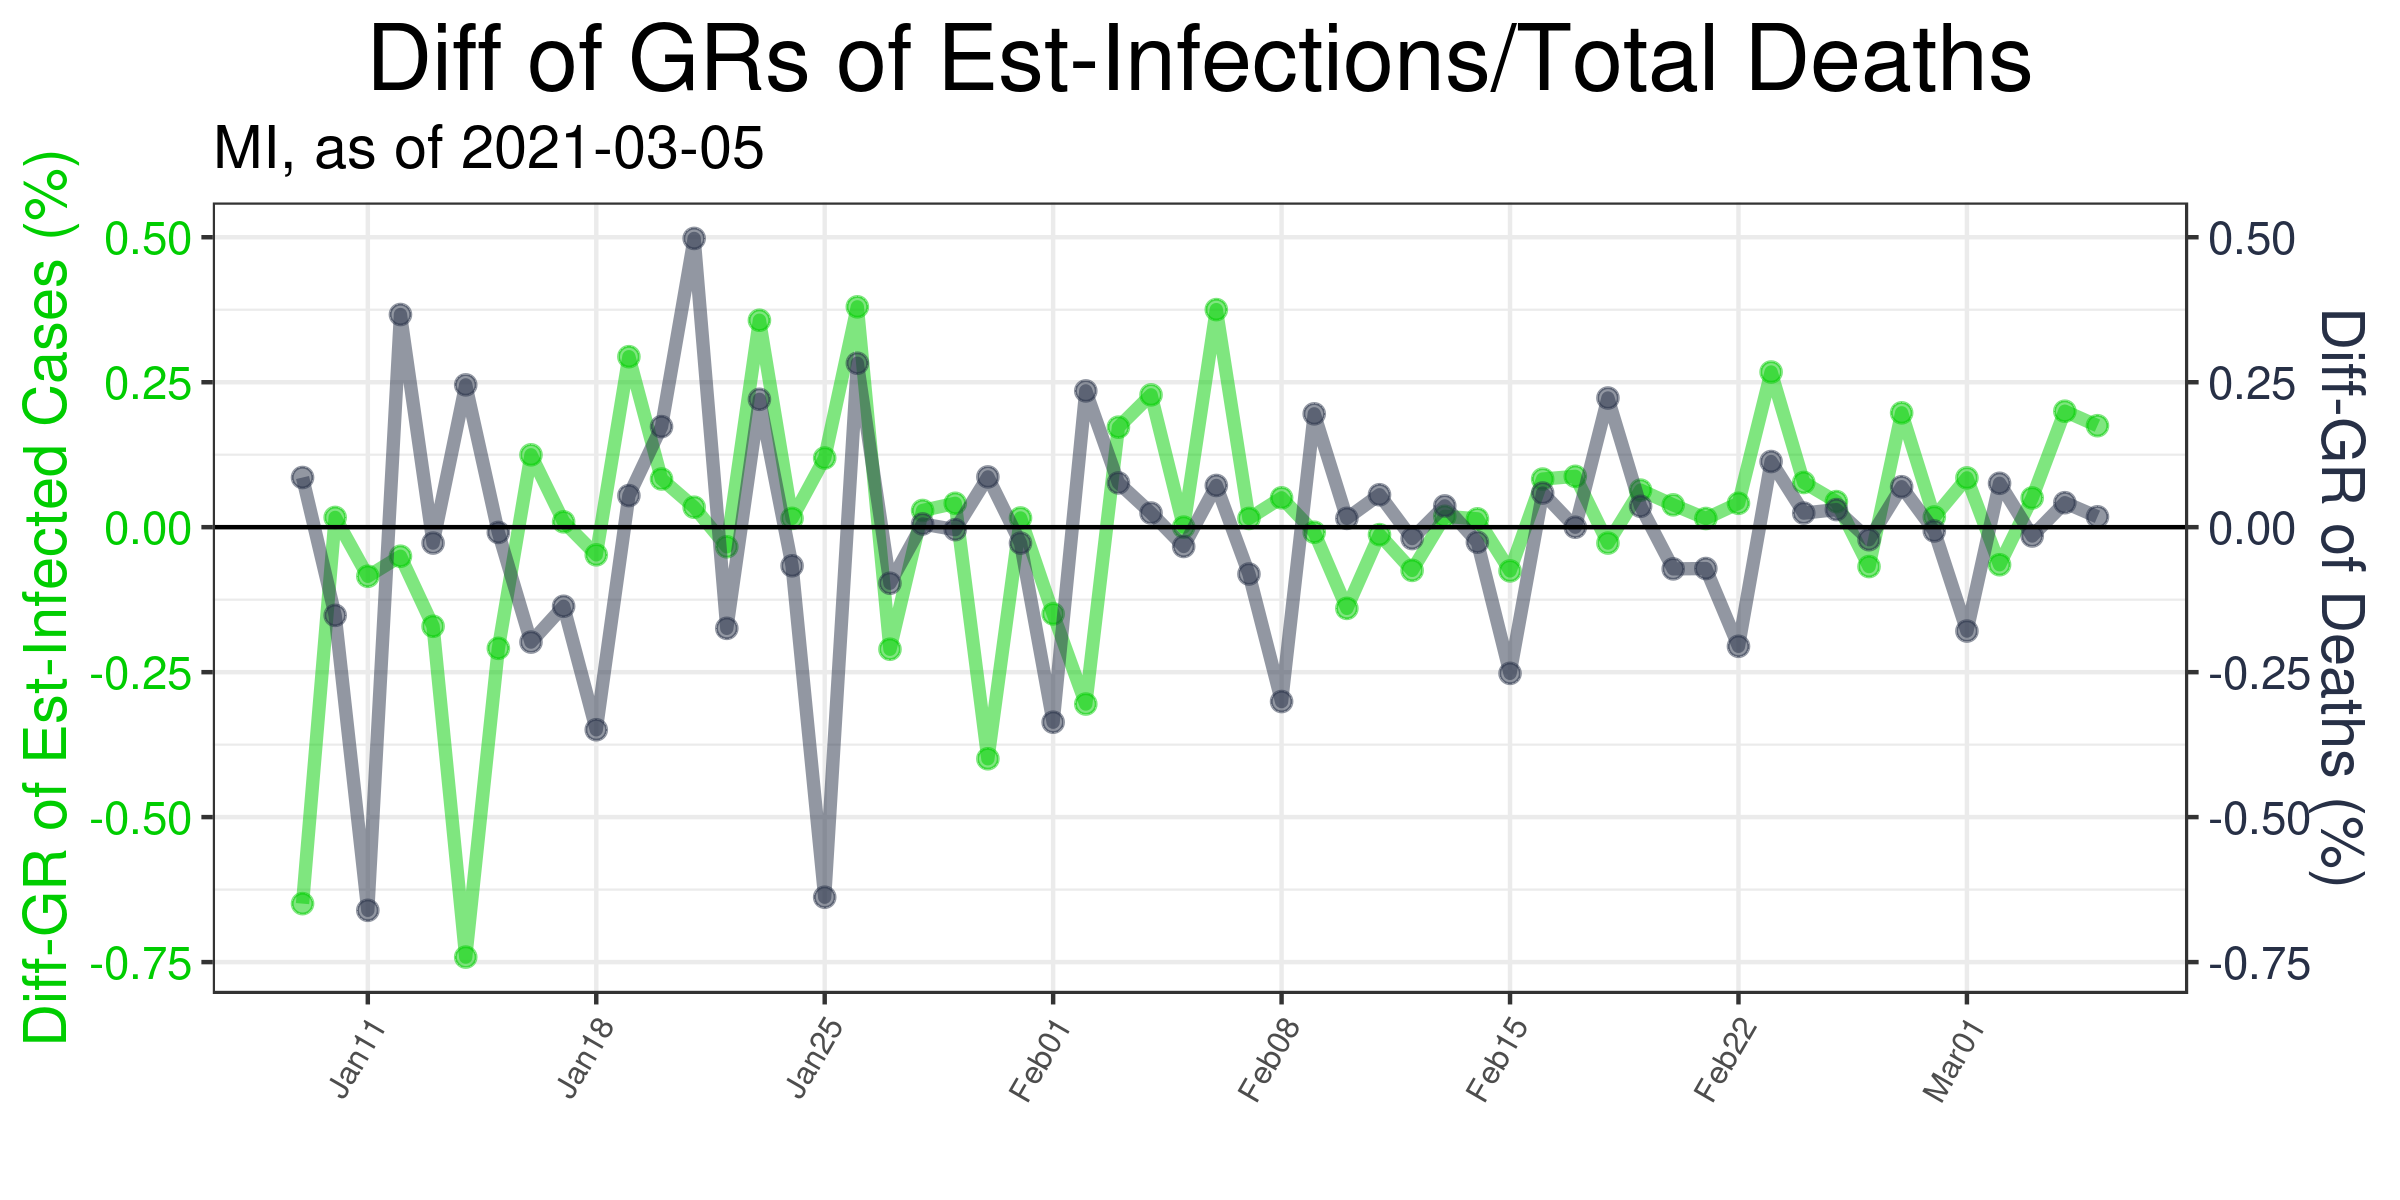 Diff of GRs of Est-Infections/Total Deaths
MI, as of 2021-03-05
Diff-GR of Est-Infected Cases (%)
0.50
0.25
0.00
-0.25
-0.50
-0.75
0.50
0.25
0.00
-0.25
-0.50
-0.75
Diff-GR of Deaths (%)
Jan11
Jan18
Jan25
Feb01
Feb08
Feb15
Feb22
Mar01